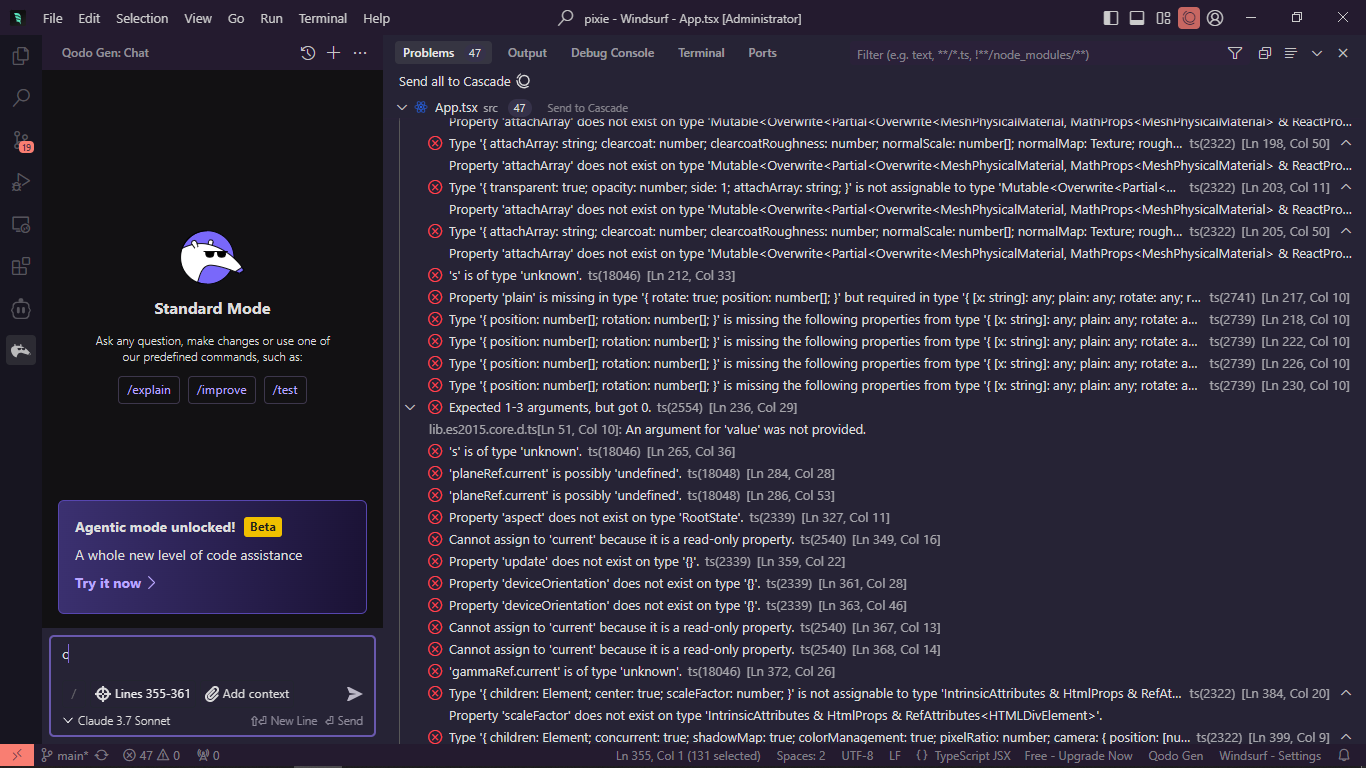 File Edit Selection View Go Run Terminal Help
pixie - Windsurf - App.tsx [Administrator]
Qodo Gen: Chat
19
Standard Mode
Ask any question, make changes or use one of
our predefined commands, such as:
/explain /improve /test
Agentic mode unlocked! Beta
A whole new level of code assistance
Try it now
c
/ Lines 355-361 Add context
Claude 3.7 Sonnet New Line Send
Problems 47 Output Debug Console Terminal Ports Filter (e.g. text, **/*.ts, !**/node_modules/**)
Send all to Cascade
App.tsx src 47 Send to Cascade
Property 'attachArray' does not exist on type 'Mutable<Overwrite<Partial<Overwrite<MeshPhysicalMaterial, MathProps<MeshPhysicalMaterial> & ReactPro...
Type '{ attachArray: string; clearcoat: number; clearcoatRoughness: number; normalScale: number[]; normalMap: Texture; rough... ts(2322) [Ln 198, Col 50]
Property 'attachArray' does not exist on type 'Mutable<Overwrite<Partial<Overwrite<MeshPhysicalMaterial, MathProps<MeshPhysicalMaterial> & ReactPro...
Type '{ transparent: true; opacity: number; side: 1; attachArray: string; }' is not assignable to type 'Mutable<Overwrite<Partial<... ts(2322) [Ln 203, Col 11]
Property 'attachArray' does not exist on type 'Mutable<Overwrite<Partial<Overwrite<MeshPhysicalMaterial, MathProps<MeshPhysicalMaterial> & ReactPro...
Type '{ attachArray: string; clearcoat: number; clearcoatRoughness: number; normalScale: number[]; normalMap: Texture; rough... ts(2322) [Ln 205, Col 50]
Property 'attachArray' does not exist on type 'Mutable<Overwrite<Partial<Overwrite<MeshPhysicalMaterial, MathProps<MeshPhysicalMaterial> & ReactPro...
's' is of type 'unknown'. ts(18046) [Ln 212, Col 33]
Property 'plain' is missing in type '{ rotate: true; position: number[]; }' but required in type '{ [x: string]: any; plain: any; rotate: any; r... ts(2741) [Ln 217, Col 10]
Type '{ position: number[]; rotation: number[]; }' is missing the following properties from type '{ [x: string]: any; plain: any; rotate: a... ts(2739) [Ln 218, Col 10]
Type '{ position: number[]; rotation: number[]; }' is missing the following properties from type '{ [x: string]: any; plain: any; rotate: a... ts(2739) [Ln 222, Col 10]
Type '{ position: number[]; rotation: number[]; }' is missing the following properties from type '{ [x: string]: any; plain: any; rotate: a... ts(2739) [Ln 226, Col 10]
Type '{ position: number[]; rotation: number[]; }' is missing the following properties from type '{ [x: string]: any; plain: any; rotate: a... ts(2739) [Ln 230, Col 10]
Expected 1-3 arguments, but got 0. ts(2554) [Ln 236, Col 29]
lib.es2015.core.d.ts[Ln 51, Col 10]: An argument for 'value' was not provided.
's' is of type 'unknown'. ts(18046) [Ln 265, Col 36]
'planeRef.current' is possibly 'undefined'. ts(18048) [Ln 284, Col 28]
'planeRef.current' is possibly 'undefined'. ts(18048) [Ln 286, Col 53]
Property 'aspect' does not exist on type 'RootState'. ts(2339) [Ln 327, Col 11]
Cannot assign to 'current' because it is a read-only property. ts(2540) [Ln 349, Col 16]
Property 'update' does not exist on type '{}'. ts(2339) [Ln 359, Col 22]
Property 'deviceOrientation' does not exist on type '{}'. ts(2339) [Ln 361, Col 28]
Property 'deviceOrientation' does not exist on type '{}'. ts(2339) [Ln 363, Col 46]
Cannot assign to 'current' because it is a read-only property. ts(2540) [Ln 367, Col 13]
Cannot assign to 'current' because it is a read-only property. ts(2540) [Ln 368, Col 14]
'gammaRef.current' is of type 'unknown'. ts(18046) [Ln 372, Col 26]
Type '{ children: Element; center: true; scaleFactor: number; }' is not assignable to type 'IntrinsicAttributes & HtmlProps & RefAt... ts(2322) [Ln 384, Col 20]
Property 'scaleFactor' does not exist on type 'IntrinsicAttributes & HtmlProps & RefAttributes<HTMLDivElement>'.
Type '{ children: Element; concurrent: true; shadowMap: true; colorManagement: true; pixelRatio: number; camera: { position: [nu... ts(2322) [Ln 399, Col 9]
main* 47 0 0 Ln 355, Col 1 (131 selected) Spaces: 2 UTF-8 LF {} TypeScript JSX Free - Upgrade Now Qodo Gen Windsurf - Settings